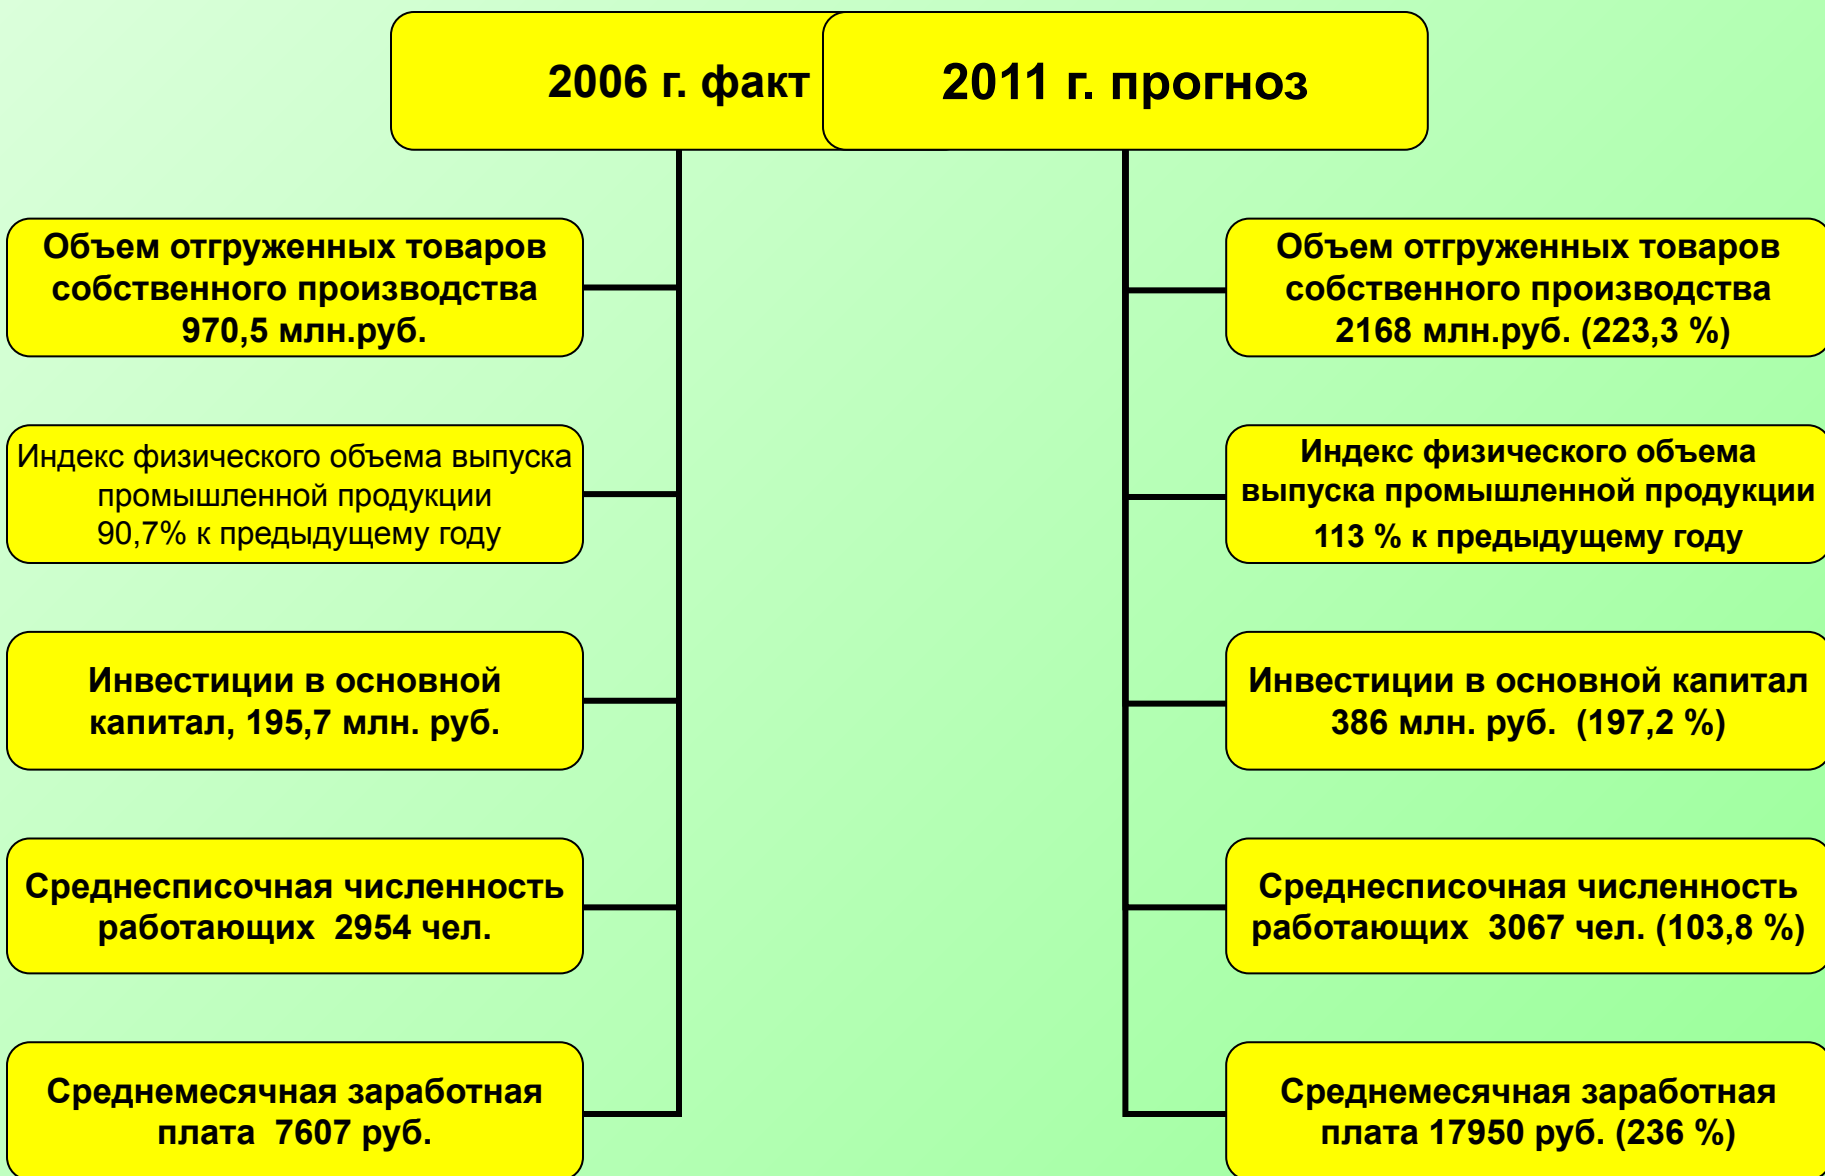 2006 г. факт
2011 г. прогноз
Объем отгруженных товаров
собственного производства
970,5 млн.руб.
Индекс физического объема выпуска
промышленной продукции
90,7% к предыдущему году
Инвестиции в основной
капитал, 195,7 млн. руб.
Среднесписочная численность
работающих  2954 чел.
Среднемесячная заработная
плата  7607 руб.
Объем отгруженных товаров
собственного производства
2168 млн.руб. (223,3 %)
Индекс физического объема
выпуска промышленной продукции
113 % к предыдущему году
Инвестиции в основной капитал
386 млн. руб.  (197,2 %)
Среднесписочная численность
работающих  3067 чел. (103,8 %)
Среднемесячная заработная
плата 17950 руб. (236 %)